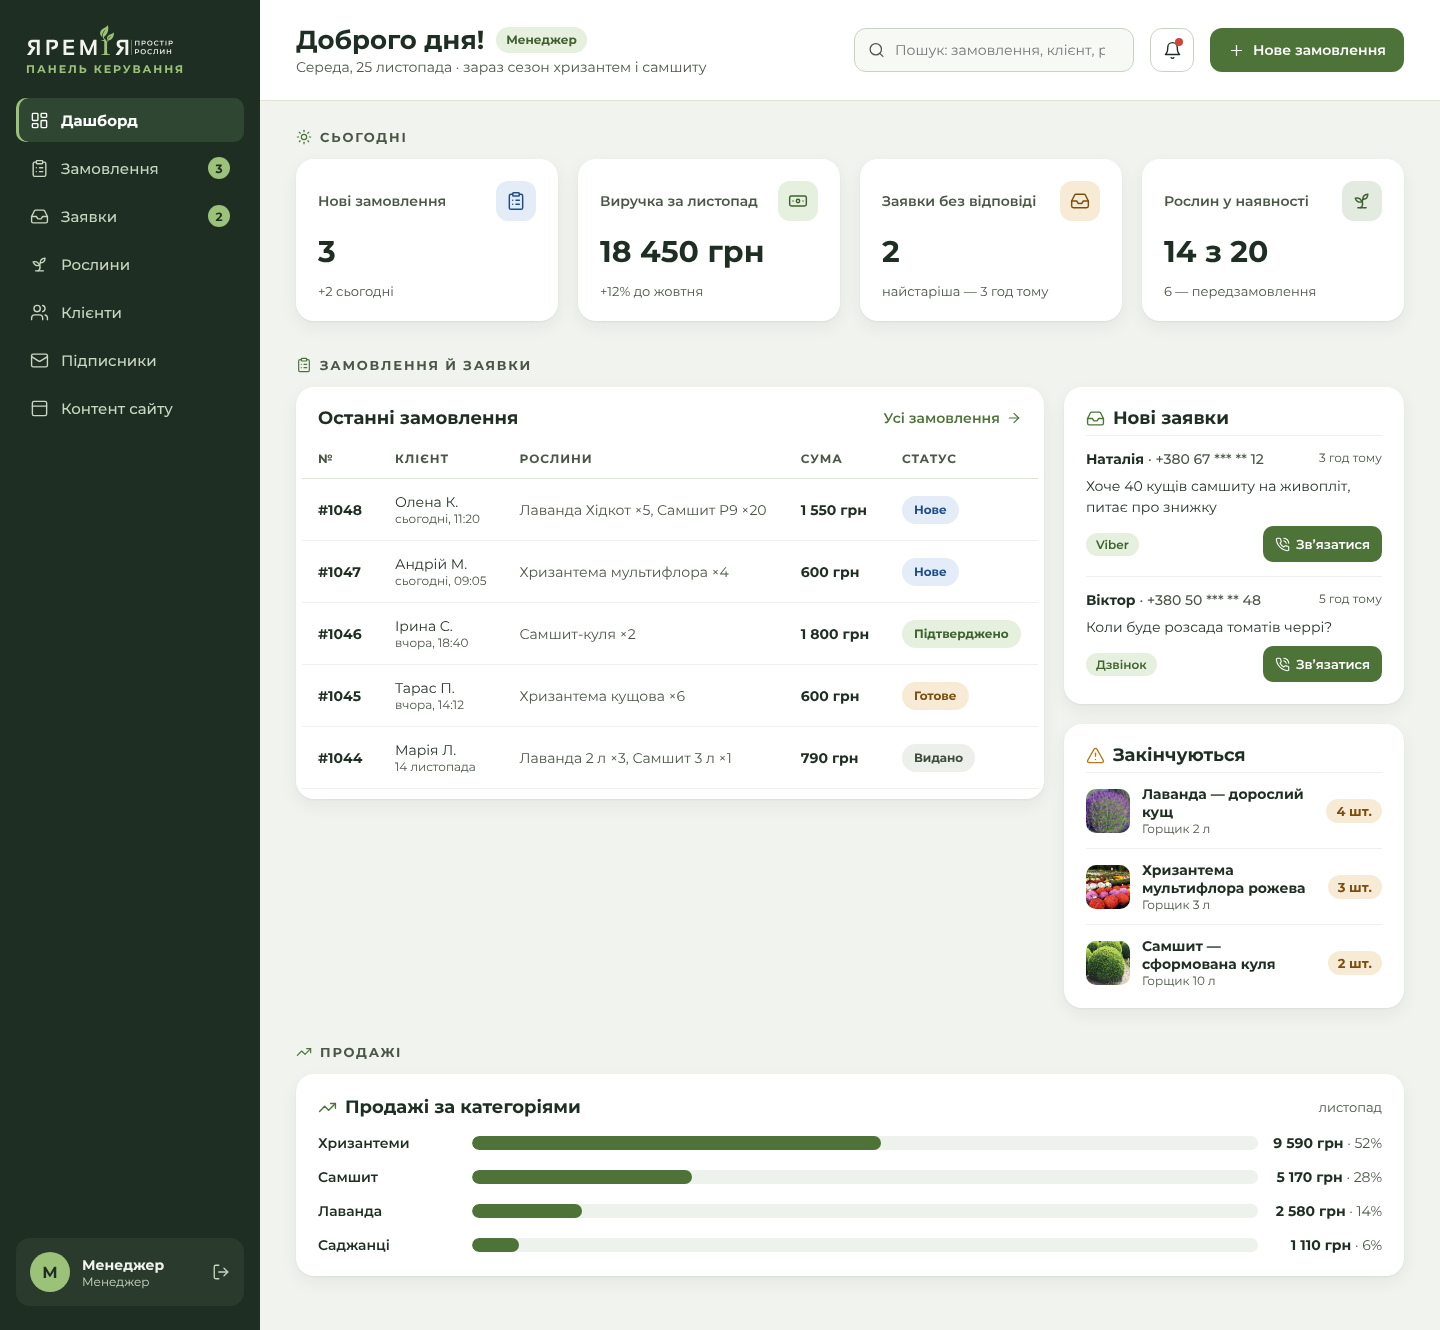 ЯРЕМІЯ ПРОСТІР РОСЛИН
ПАНЕЛЬ КЕРУВАННЯ
Дашборд
Замовлення 3
Заявки 2
Рослини
Клієнти
Підписники
Контент сайту
М
Менеджер
Менеджер
Доброго дня! Менеджер
Середа, 25 листопада · зараз сезон хризантем і самшиту
Пошук: замовлення, клієнт, р
Нове замовлення
СЬОГОДНІ
Нові замовлення
3
+2 сьогодні
Виручка за листопад
18 450 грн
+12% до жовтня
Заявки без відповіді
2
найстаріша — 3 год тому
Рослин у наявності
14 з 20
6 — передзамовлення
ЗАМОВЛЕННЯ Й ЗАЯВКИ
Останні замовлення Усі замовлення
№ КЛІЄНТ РОСЛИНИ СУМА СТАТУС
#1048 Олена К. Лаванда Хідкот ×5, Самшит Р9 ×20 1 550 грн Нове
сьогодні, 11:20
#1047 Андрій М. Хризантема мультифлора ×4 600 грн Нове
сьогодні, 09:05
#1046 Ірина С. Самшит-куля ×2 1 800 грн Підтверджено
вчора, 18:40
#1045 Тарас П. Хризантема кущова ×6 600 грн Готове
вчора, 14:12
#1044 Марія Л. Лаванда 2 л ×3, Самшит 3 л ×1 790 грн Видано
14 листопада
Нові заявки
Наталія · +380 67 *** ** 12 3 год тому
Хоче 40 кущів самшиту на живопліт,
питає про знижку
Viber Зв'язатися
Віктор · +380 50 *** ** 48 5 год тому
Коли буде розсада томатів черрі?
Дзвінок Зв'язатися
Закінчуються
Лаванда — дорослий
кущ
Горщик 2 л
4 шт.
Хризантема
мультифлора рожева
Горщик 3 л
3 шт.
Самшит —
сформована куля
Горщик 10 л
2 шт.
ПРОДАЖІ
Продажі за категоріями листопад
Хризантеми 9 590 грн · 52%
Самшит 5 170 грн · 28%
Лаванда 2 580 грн · 14%
Саджанці 1 110 грн · 6%